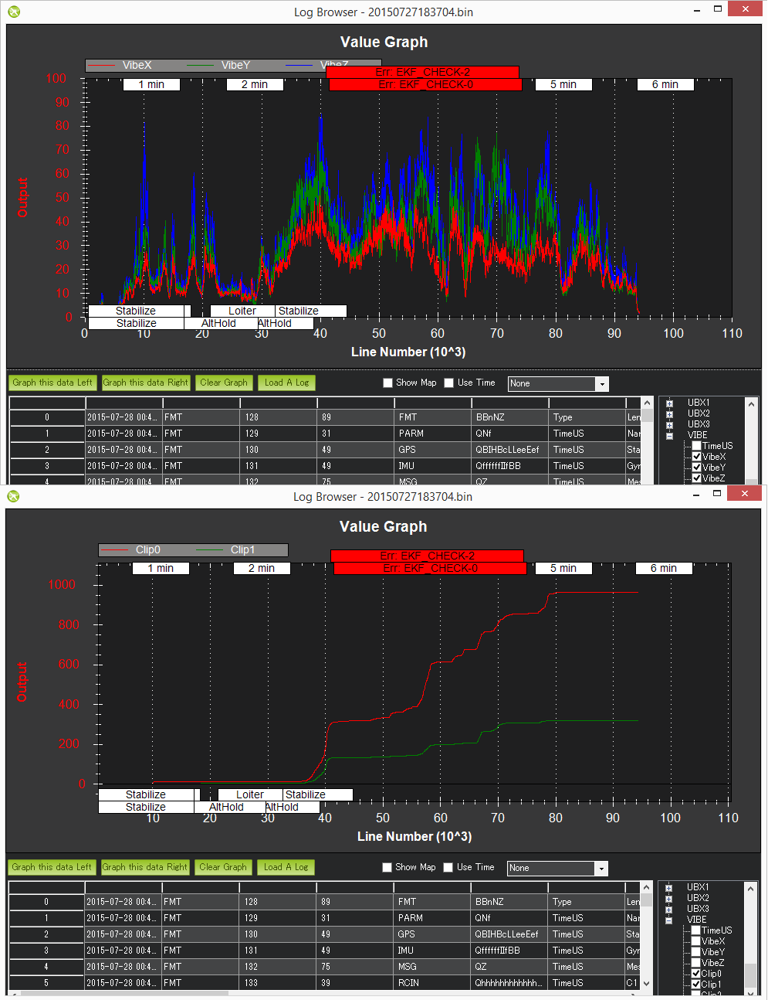 Log Browser - 20150727183704.bin
Value Graph
VibeX VibeY VibeZ
Err: EKF_CHECK-2
Err: EKF_CHECK-0
1 min 2 min 5 min 6 min
100
90
80
70
60
50
40
30
20
10
0
Output
Stabilize Loiter Stabilize
Stabilize AltHold AltHold
0 10 20 30 40 50 60 70 80 90 100 110
Line Number (10^3)
Graph this data Left Graph this data Right Clear Graph Load A Log Show Map Use Time None
0 2015-07-28 00:4... FMT 128 89 FMT BBnNZ Type Len
1 2015-07-28 00:4... FMT 129 31 PARM QNf TimeUS Nar
2 2015-07-28 00:4... FMT 130 49 GPS QBIHBcLLeeEef TimeUS Sta
3 2015-07-28 00:4... FMT 131 49 IMU QffffffIIfBB TimeUS Gyr
4 2015-07-28 00:4... FMT 132 75 MSG QZ TimeUS Mes
UBX1
UBX2
UBX3
VIBE
TimeUS
VibeX
VibeY
VibeZ
Log Browser - 20150727183704.bin
Value Graph
Clip0 Clip1
Err: EKF_CHECK-2
Err: EKF_CHECK-0
1 min 2 min 5 min 6 min
1000
800
600
400
200
0
Output
Stabilize Loiter Stabilize
Stabilize AltHold AltHold
10 30 40 50 60 70 80 90 100 110
Line Number (10^3)
Graph this data Left Graph this data Right Clear Graph Load A Log Show Map Use Time None
0 2015-07-28 00:4... FMT 128 89 FMT BBnNZ Type Len
1 2015-07-28 00:4... FMT 129 31 PARM QNf TimeUS Nar
2 2015-07-28 00:4... FMT 130 49 GPS QBIHBcLLeeEef TimeUS Sta
3 2015-07-28 00:4... FMT 131 49 IMU QffffffIIfBB TimeUS Gyr
4 2015-07-28 00:4... FMT 132 75 MSG QZ TimeUS Mes
5 2015-07-28 00:4... FMT 133 39 RCIN Qhhhhhhhhhhhh... TimeUS C1
UBX1
UBX2
UBX3
VIBE
TimeUS
VibeX
VibeY
VibeZ
Clip0
Clip1